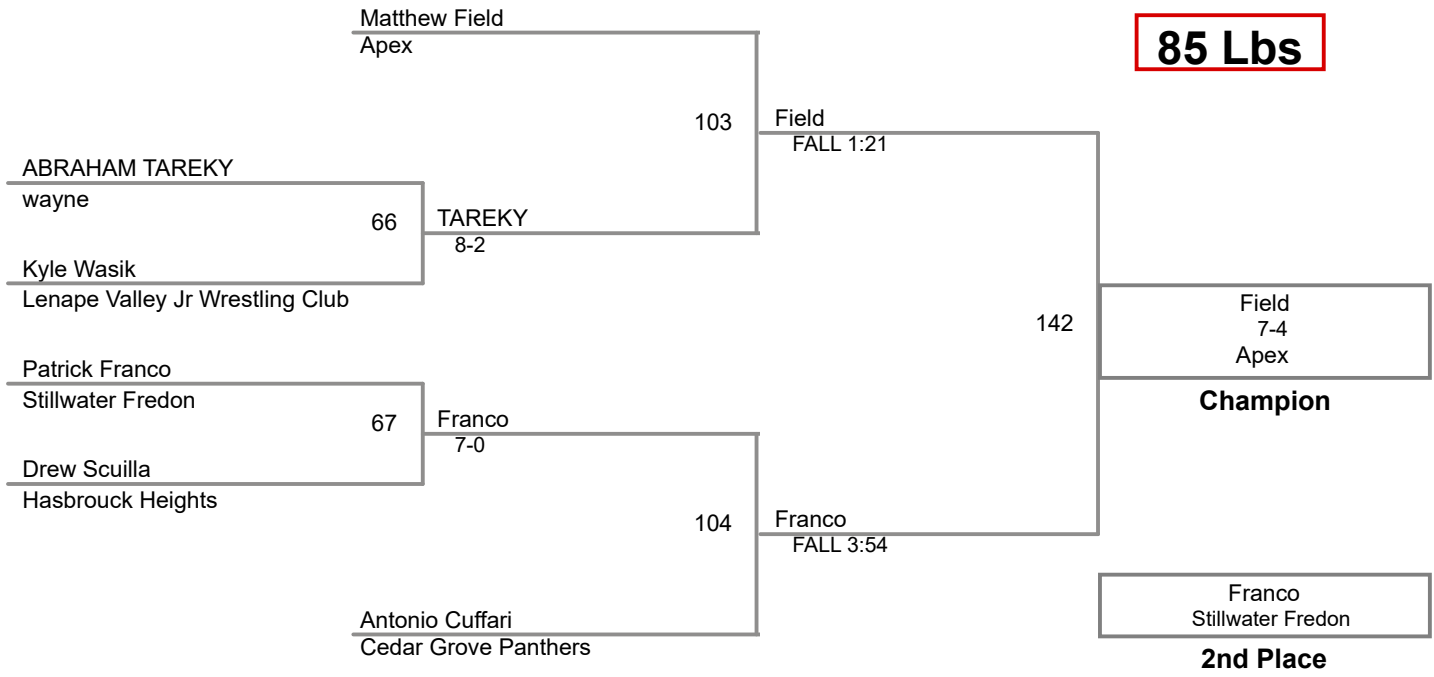 Matthew Field
Apex
85 Lbs
103
Field
FALL 1:21
ABRAHAM TAREKY
wayne
66
TAREKY
8-2
Kyle Wasik
Lenape Valley Jr Wrestling Club
142
Field
7-4
Apex
Champion
Patrick Franco
Stillwater Fredon
67
Franco
7-0
Drew Scuilla
Hasbrouck Heights
104
Franco
FALL 3:54
Antonio Cuffari
Cedar Grove Panthers
Franco
Stillwater Fredon
2nd Place